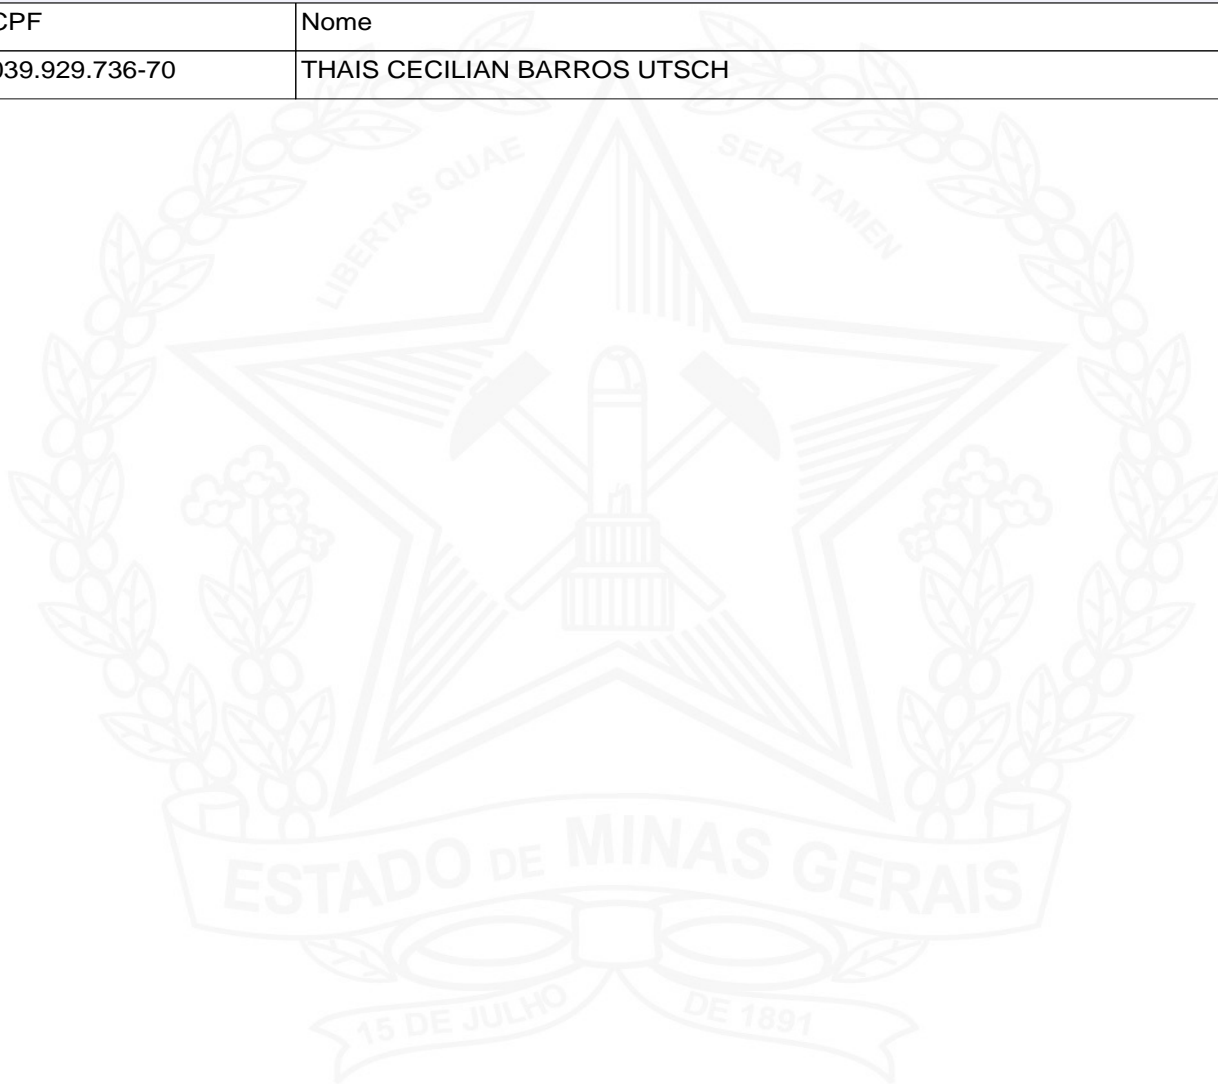 CPF Nome
039.929.736-70 THAIS CECILIAN BARROS UTSCH
LIBERTAS QUAE SERA TAMEN
ESTADO DE MINAS GERAIS
15 DE JULHO DE 1891